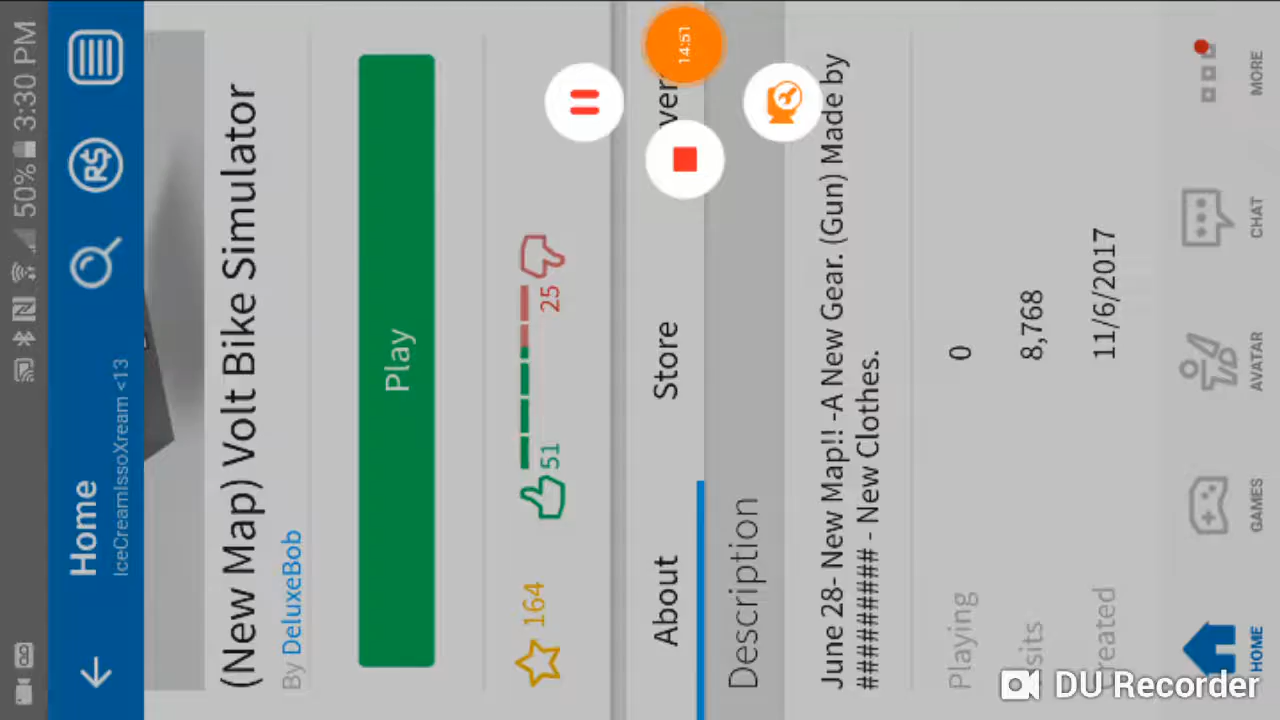 3:30 PM
50%
Home
IceCreamIssoXream <13
(New Map) Volt Bike Simulator
By DeluxeBob
Play
164
51
25
14:51
About
Store
Description
June 28- New Map!! -A New Gear. (Gun) Made by
######## - New Clothes.
Playing 0
8,768
Created 11/6/2017
HOME
GAMES
AVATAR
CHAT
MORE
DU Recorder